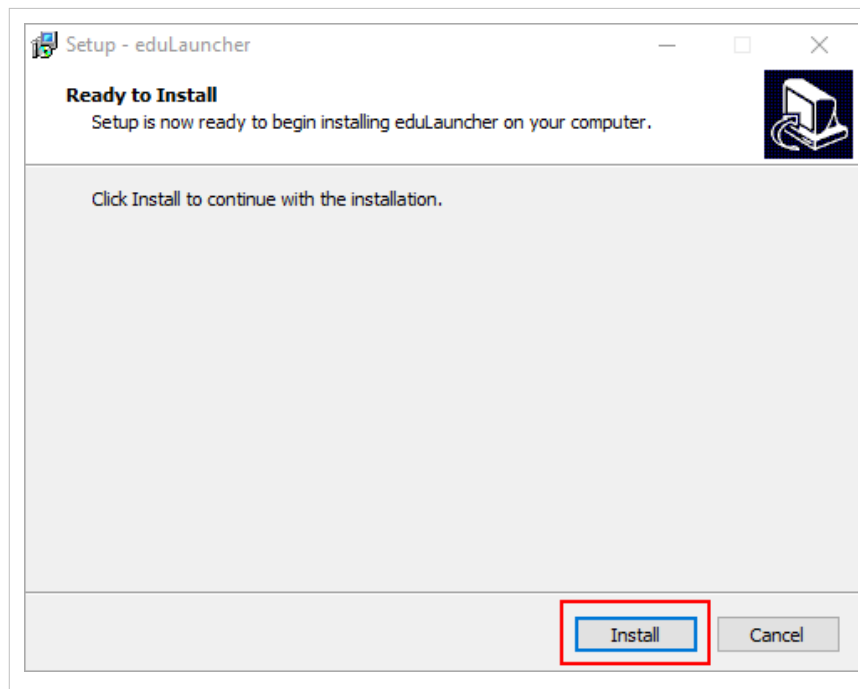 Setup - eduLauncher
Ready to Install
Setup is now ready to begin installing eduLauncher on your computer.
Click Install to continue with the installation.
Install
Cancel